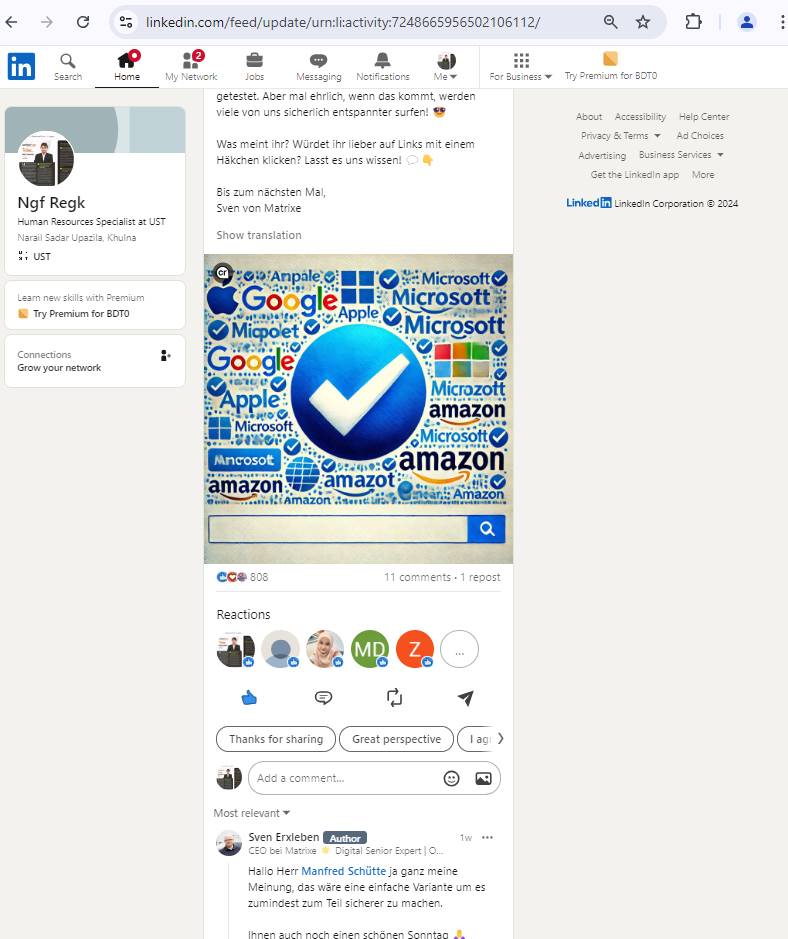 linkedin.com/feed/update/urn:li:activity:7248665956502106112/
in
Search
Home
2
My Network
Jobs
Messaging
Notifications
Me
For Business
Try Premium for BDT0
Ngf Regk
Human Resources Specialist at UST
Narail Sadar Upazila, Khulna
UST
Learn new skills with Premium
Try Premium for BDT0
Connections
Grow your network
getestet. Aber mal ehrlich, wenn das kommt, werden
viele von uns sicherlich entspannter surfen! 😎
Was meint ihr? Würdet ihr lieber auf Links mit einem
Häkchen klicken? Lasst es uns wissen! 💬 👇
Bis zum nächsten Mal,
Sven von Matrixe
Show translation
cr
Anpale
Microsoft
Google
Apple
Microsoft
Micpoet
Microsott
Google
Apple
Microzott
amazon
Microsoft
Microsoft
Mncrosot
amazon
amazon
amazot
Amazon
Amazon
808
11 comments • 1 repost
Reactions
MD
Z
...
Thanks for sharing
Great perspective
I ag
Add a comment...
Most relevant
Sven Erxleben Author
1w
CEO bei Matrixe ☀️ Digital Senior Expert | O...
Hallo Herr Manfred Schütte ja ganz meine
Meinung, das wäre eine einfache Variante um es
zumindest zum Teil sicherer zu machen.
Ihnen auch noch einen schönen Sonntag
About
Accessibility
Help Center
Privacy & Terms
Ad Choices
Advertising
Business Services
Get the LinkedIn app
More
LinkedIn LinkedIn Corporation © 2024